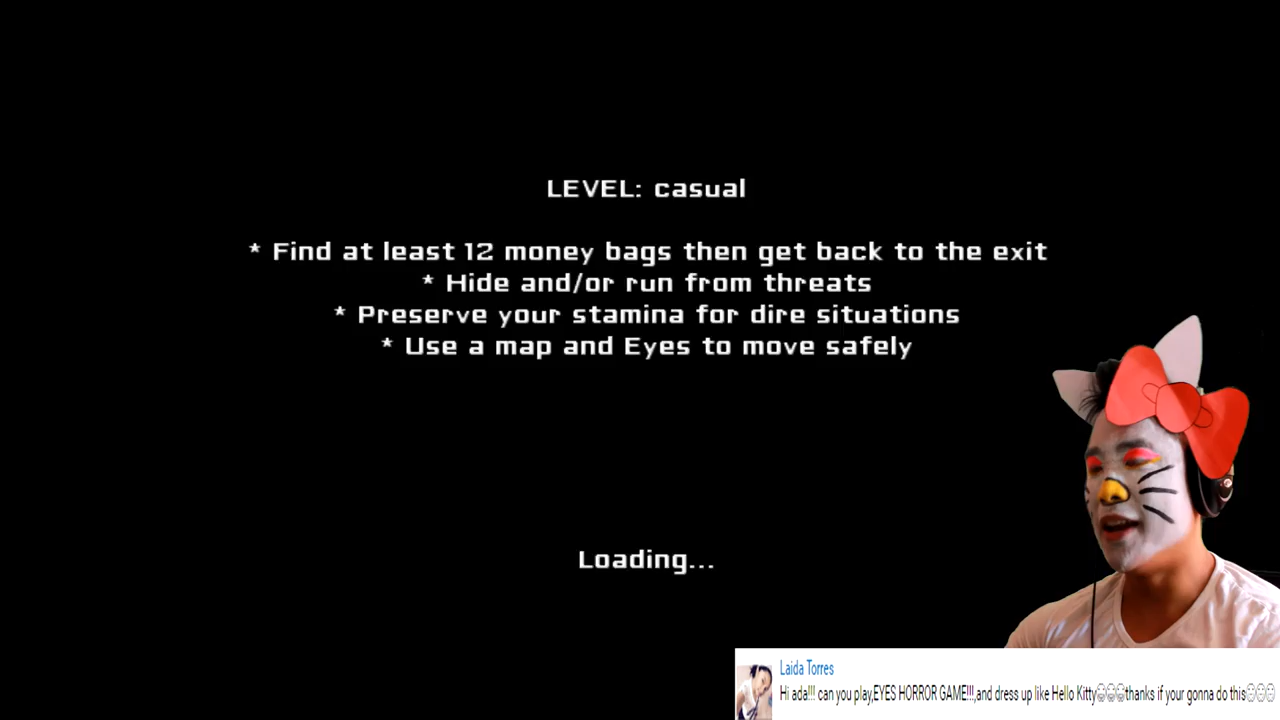 LEVEL: casual
* Find at least 12 money bags then get back to the exit
* Hide and/or run from threats
* Preserve your stamina for dire situations
* Use a map and Eyes to move safely
Loading...
Laida Torres
Hi ada!!! can you play,EYES HORROR GAME!!!,and dress up like Hello Kitty😊😊😊thanks if your gonna do this😊😊😊